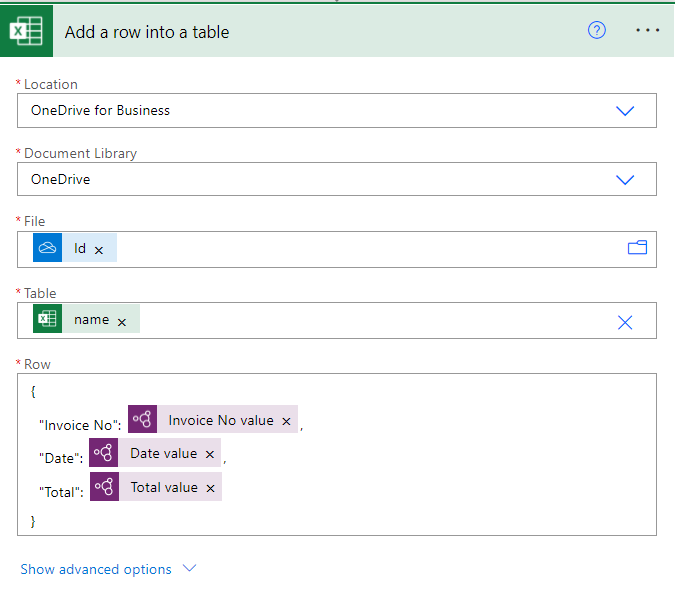 Add a row into a table
* Location
OneDrive for Business
* Document Library
OneDrive
* File
Id ×
* Table
name ×
* Row
{
"Invoice No": Invoice No value × ,
"Date": Date value × ,
"Total": Total value ×
}
Show advanced options